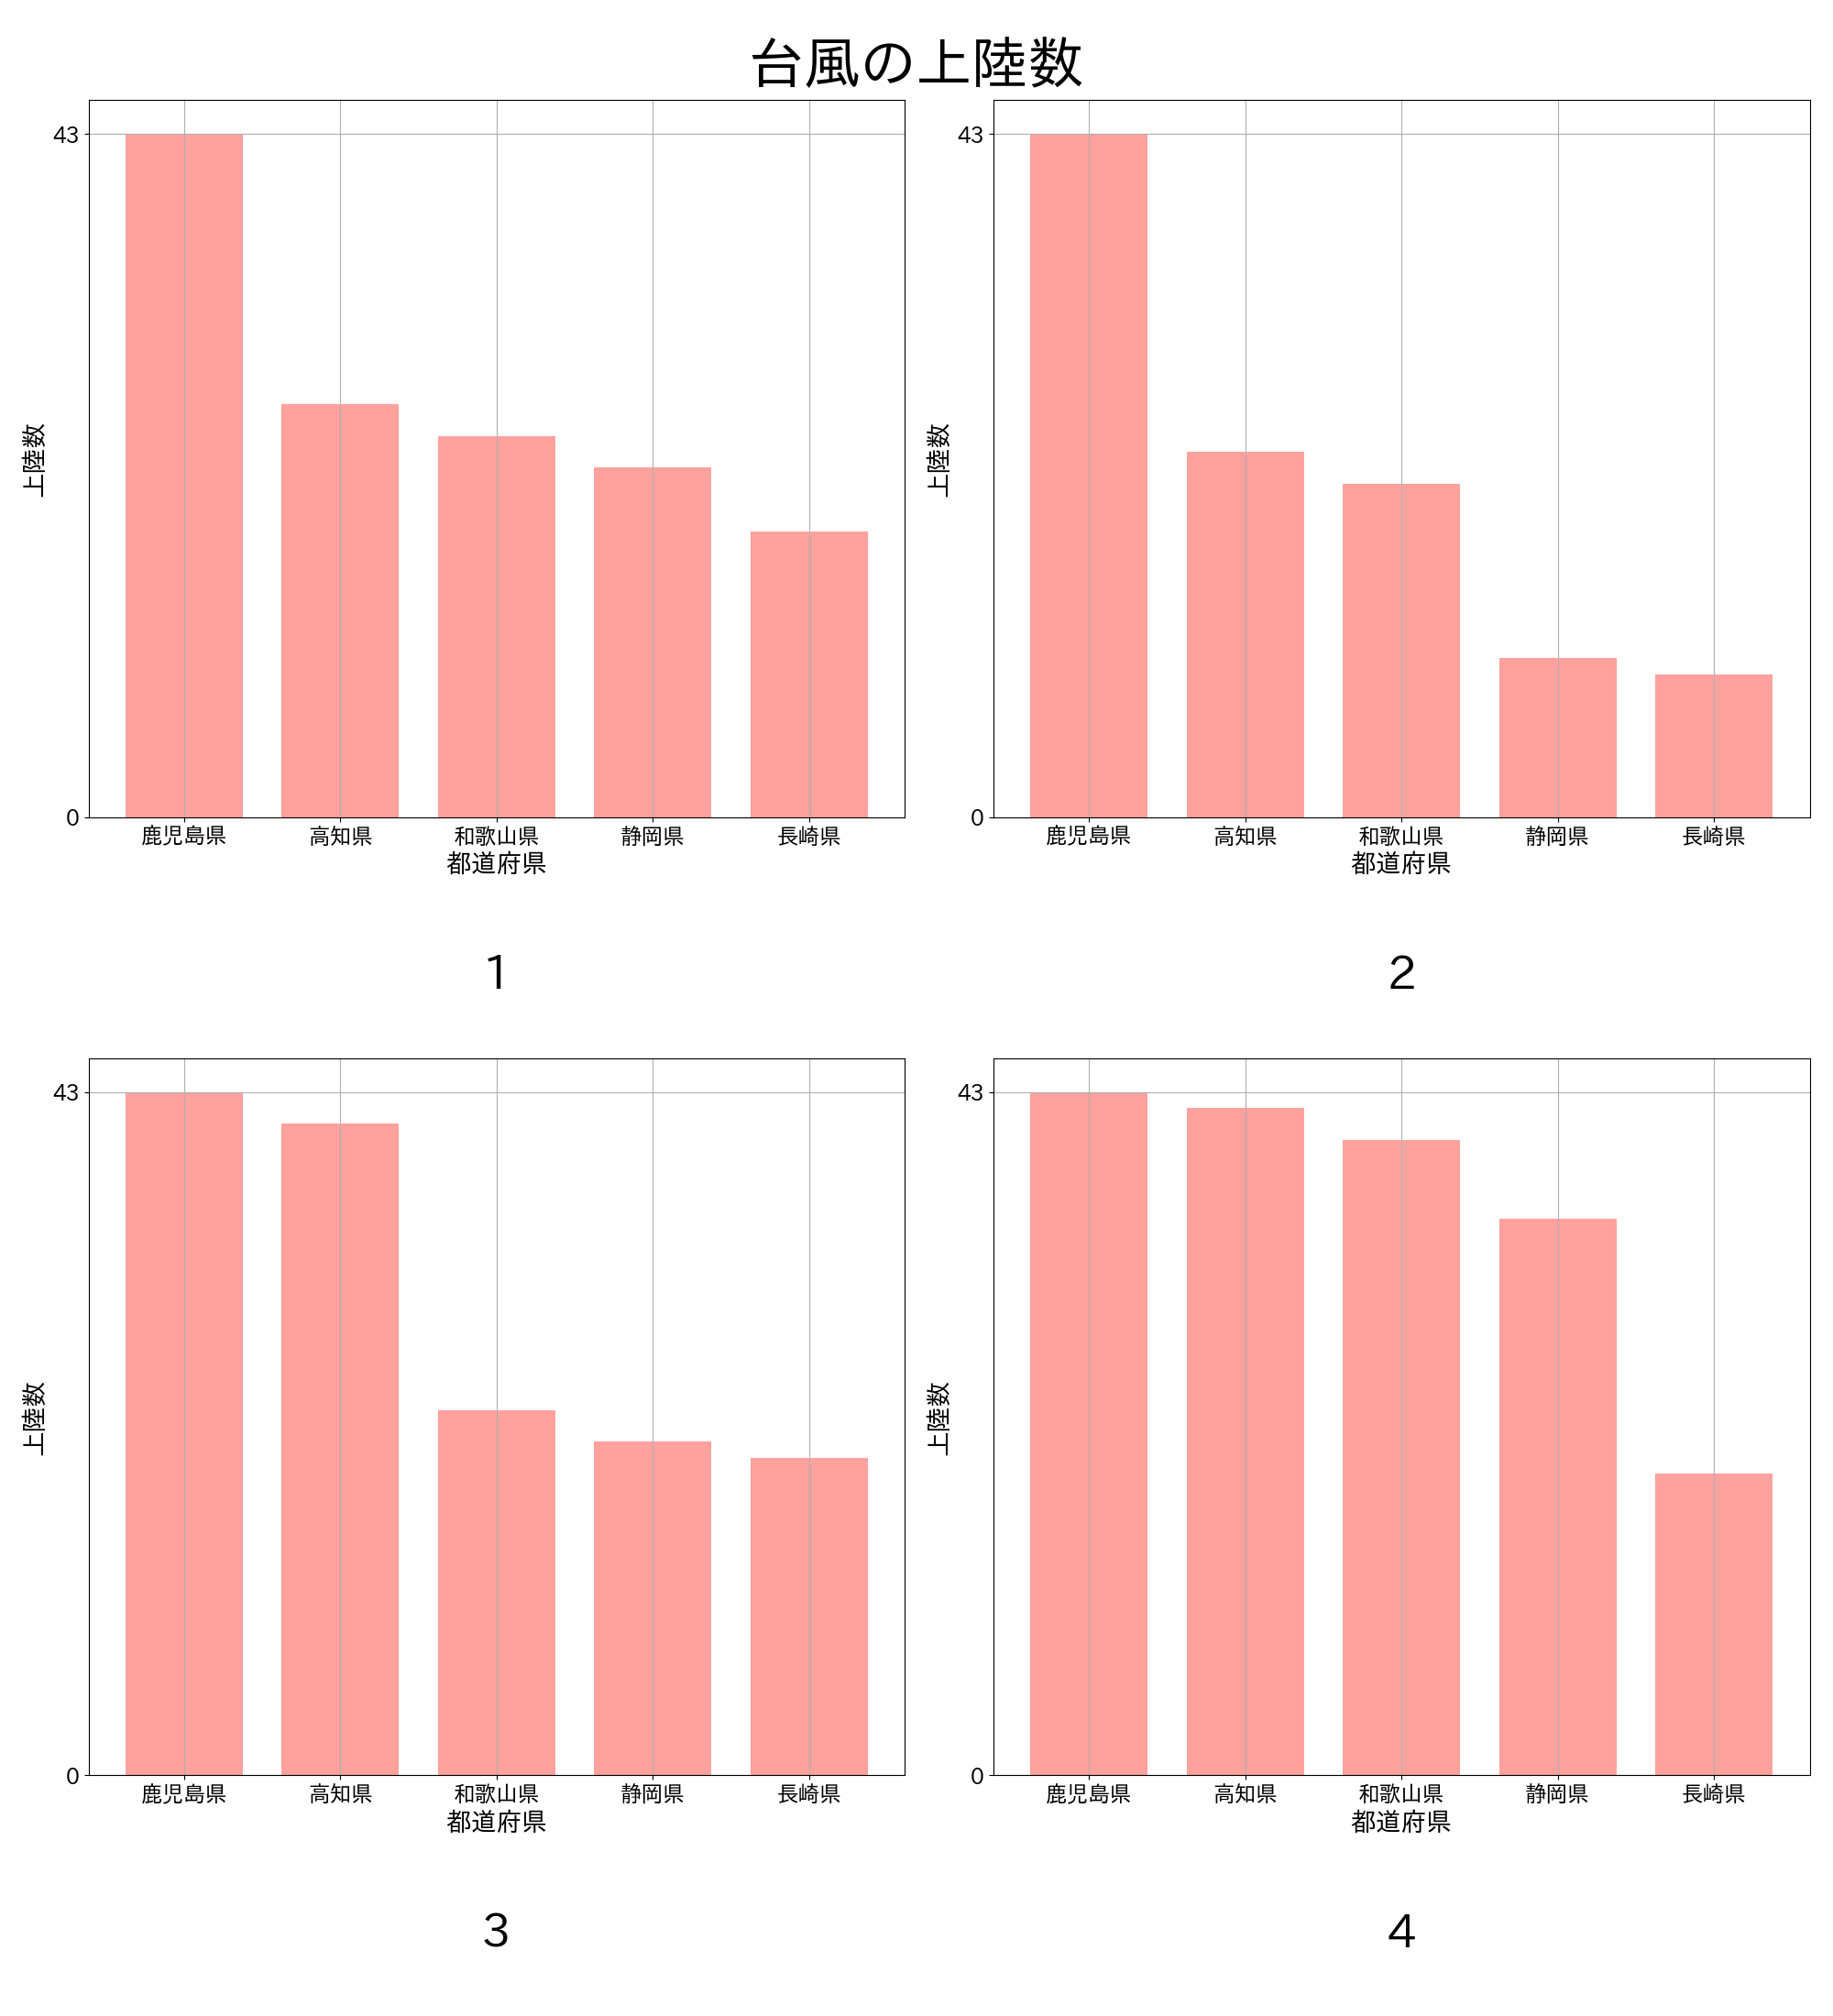 台風の上陸数
43
上陸数
0
鹿児島県 高知県 和歌山県 静岡県 長崎県
都道府県
1
43
上陸数
0
鹿児島県 高知県 和歌山県 静岡県 長崎県
都道府県
2
43
上陸数
0
鹿児島県 高知県 和歌山県 静岡県 長崎県
都道府県
3
43
上陸数
0
鹿児島県 高知県 和歌山県 静岡県 長崎県
都道府県
4